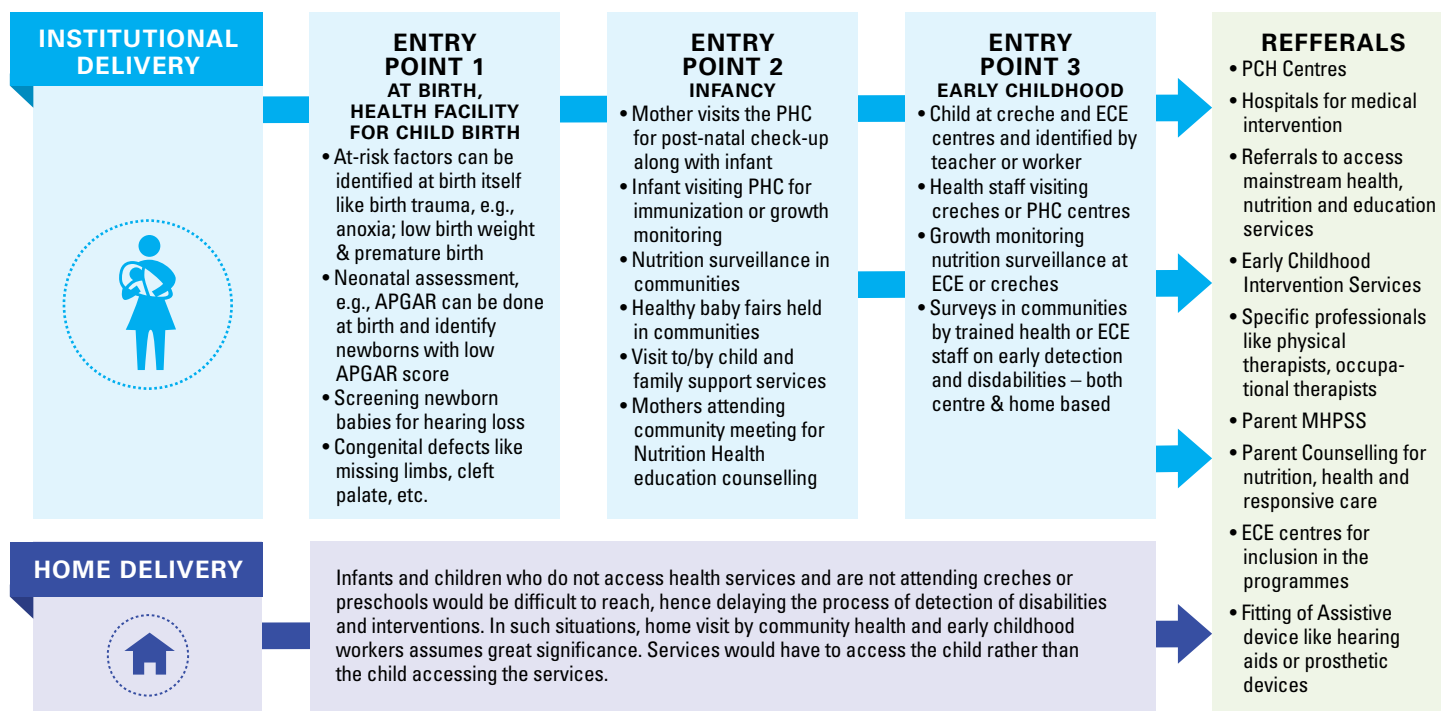 INSTITUTIONAL
DELIVERY
ENTRY
POINT 1
AT BIRTH,
HEALTH FACILITY
FOR CHILD BIRTH
• At-risk factors can be
identified at birth itself
like birth trauma, e.g.,
anoxia; low birth weight
& premature birth
• Neonatal assessment,
e.g., APGAR can be done
at birth and identify
newborns with low
APGAR score
• Screening newborn
babies for hearing loss
• Congenital defects like
missing limbs, cleft
palate, etc.
ENTRY
POINT 2
INFANCY
• Mother visits the PHC
for post-natal check-up
along with infant
• Infant visiting PHC for
immunization or growth
monitoring
• Nutrition surveillance in
communities
• Healthy baby fairs held
in communities
• Visit to/by child and
family support services
• Mothers attending
community meeting for
Nutrition Health
education counselling
ENTRY
POINT 3
EARLY CHILDHOOD
• Child at creche and ECE
centres and identified by
teacher or worker
• Health staff visiting
creches or PHC centres
• Growth monitoring
nutrition surveillance at
ECE or creches
• Surveys in communities
by trained health or ECE
staff on early detection
and disdabilities – both
centre & home based
REFFERALS
• PCH Centres
• Hospitals for medical
intervention
• Referrals to access
mainstream health,
nutrition and education
services
• Early Childhood
Intervention Services
• Specific professionals
like physical
therapists, occupa-
tional therapists
• Parent MHPSS
• Parent Counselling for
nutrition, health and
responsive care
• ECE centres for
inclusion in the
programmes
• Fitting of Assistive
device like hearing
aids or prosthetic
devices
HOME DELIVERY
Infants and children who do not access health services and are not attending creches or
preschools would be difficult to reach, hence delaying the process of detection of disabilities
and interventions. In such situations, home visit by community health and early childhood
workers assumes great significance. Services would have to access the child rather than
the child accessing the services.